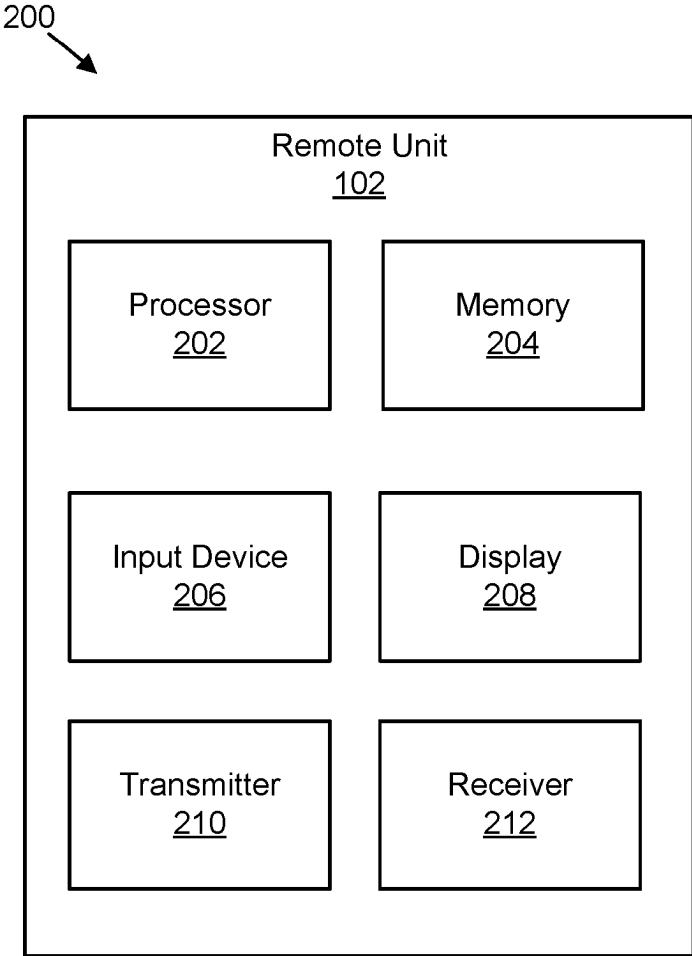 200
Remote Unit
102
Processor
202
Memory
204
Input Device
206
Display
208
Transmitter
210
Receiver
212